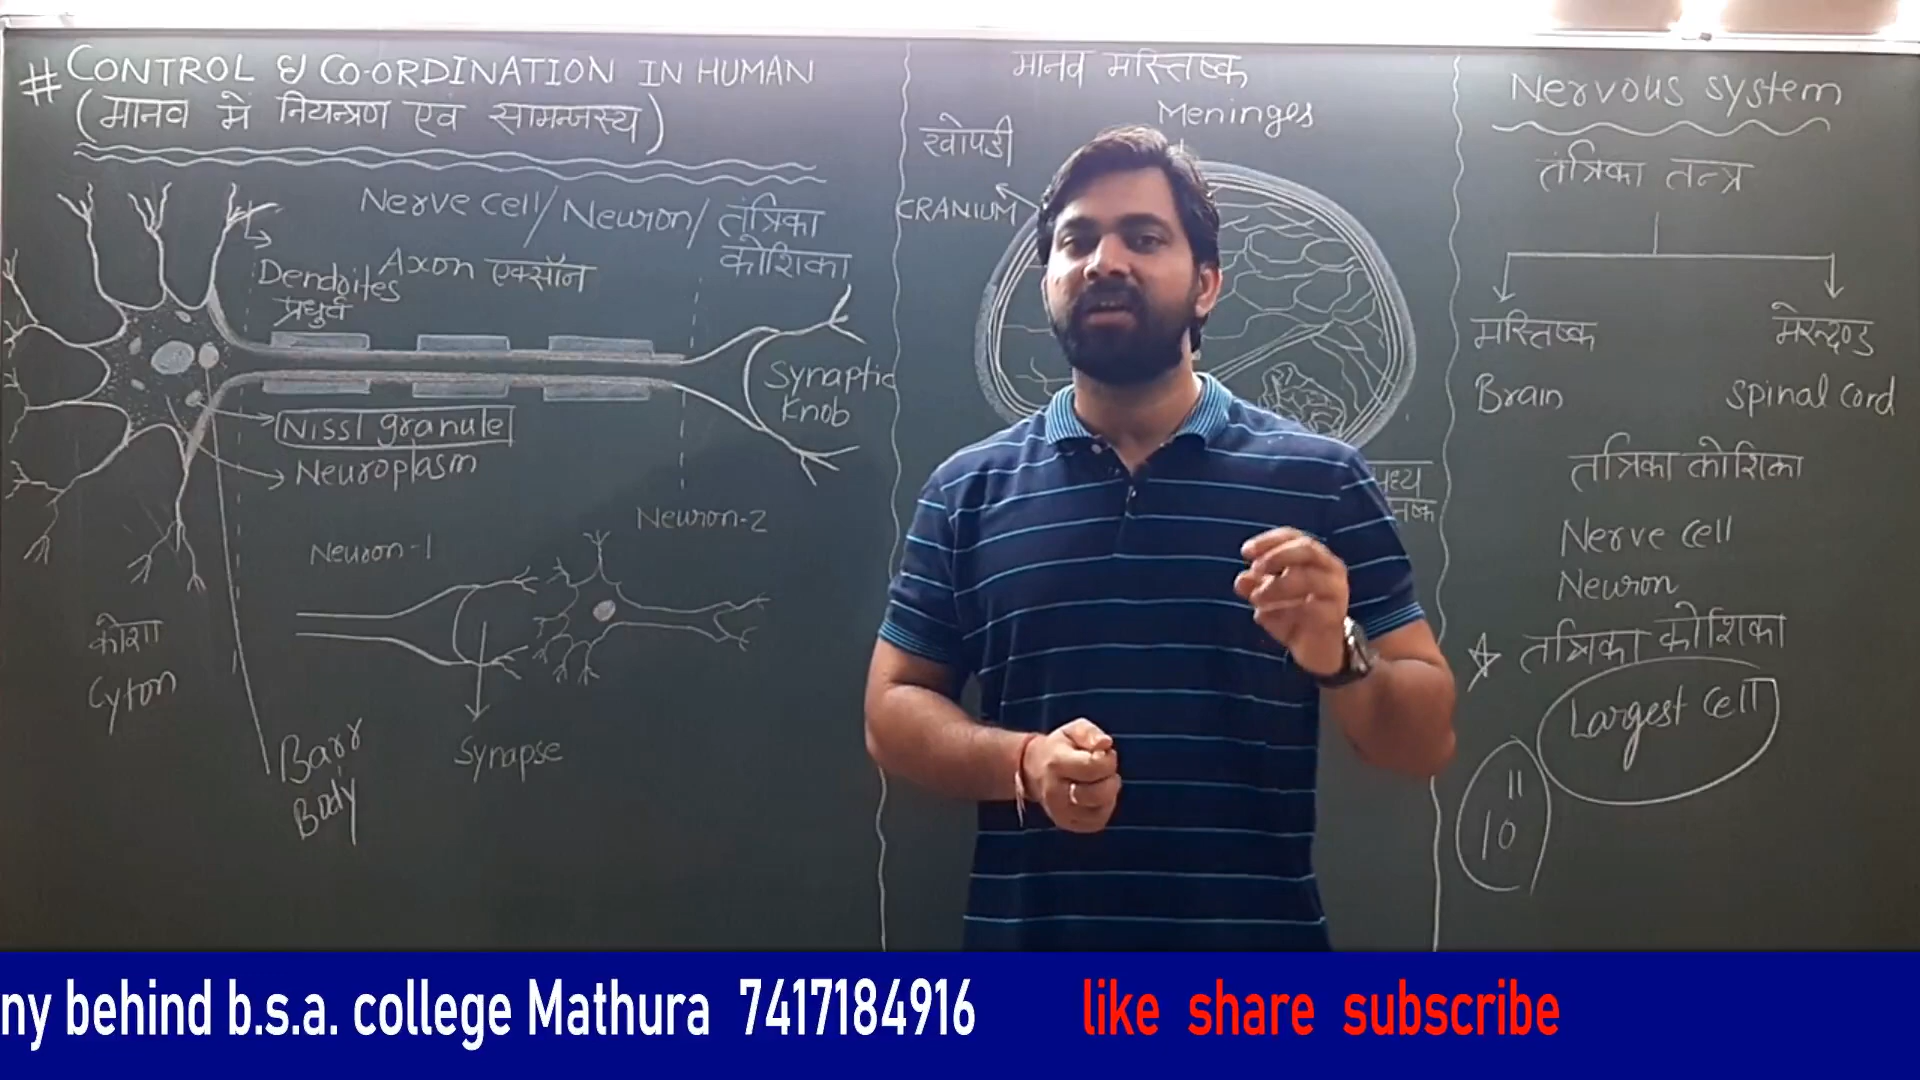 # CONTROL & CO-ORDINATION IN HUMAN
(मानव में नियन्त्रण एवं सामन्जस्य)
Nerve cell/Neuron/तंत्रिका
कोशिका
Dendrites
Axon एक्सॉन
Synaptic
Knob
Nissl granule
Neuroplasm
Neuron-1
Neuron-2
कोशा
Cyton
Synapse
Barr
Body
मानव मस्तिष्क
Meninges
खोपडी
CRANIUM
Nervous system
तंत्रिका तन्त्र
मस्तिष्क
Brain
Spinal cord
तंत्रिका कोशिका
Nerve cell
Neuron
तंत्रिका कोशिका
Largest cell
11
10
ny behind b.s.a. college Mathura 7417184916 like share subscribe